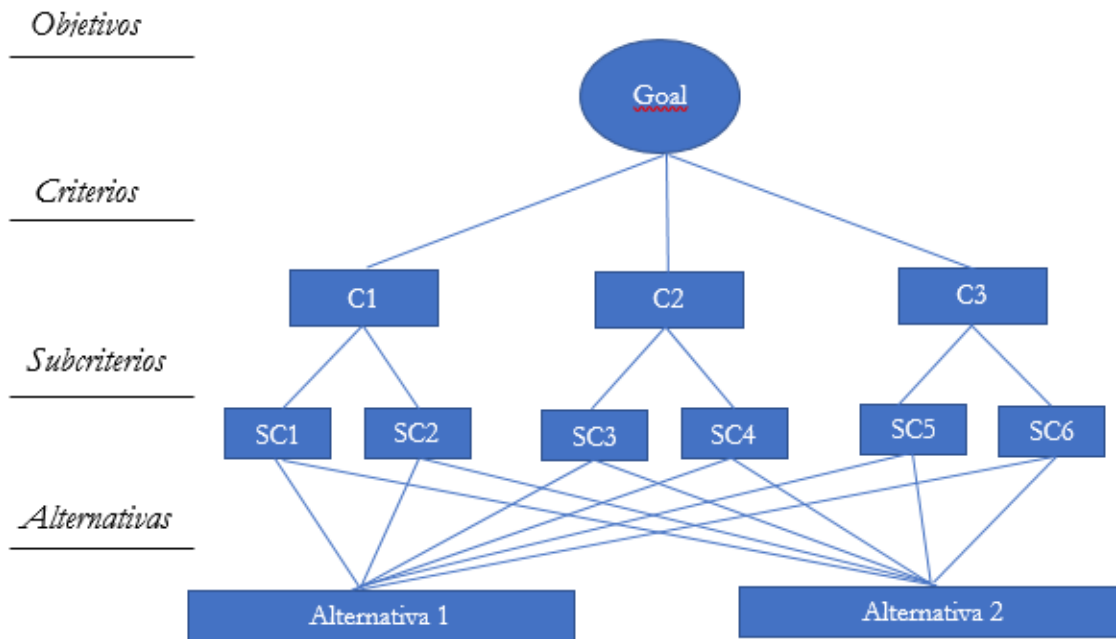 Objetivos
Goal
Criterios
C1
C2
C3
Subcriterios
SC1
SC2
SC3
SC4
SC5
SC6
Alternativas
Alternativa 1
Alternativa 2